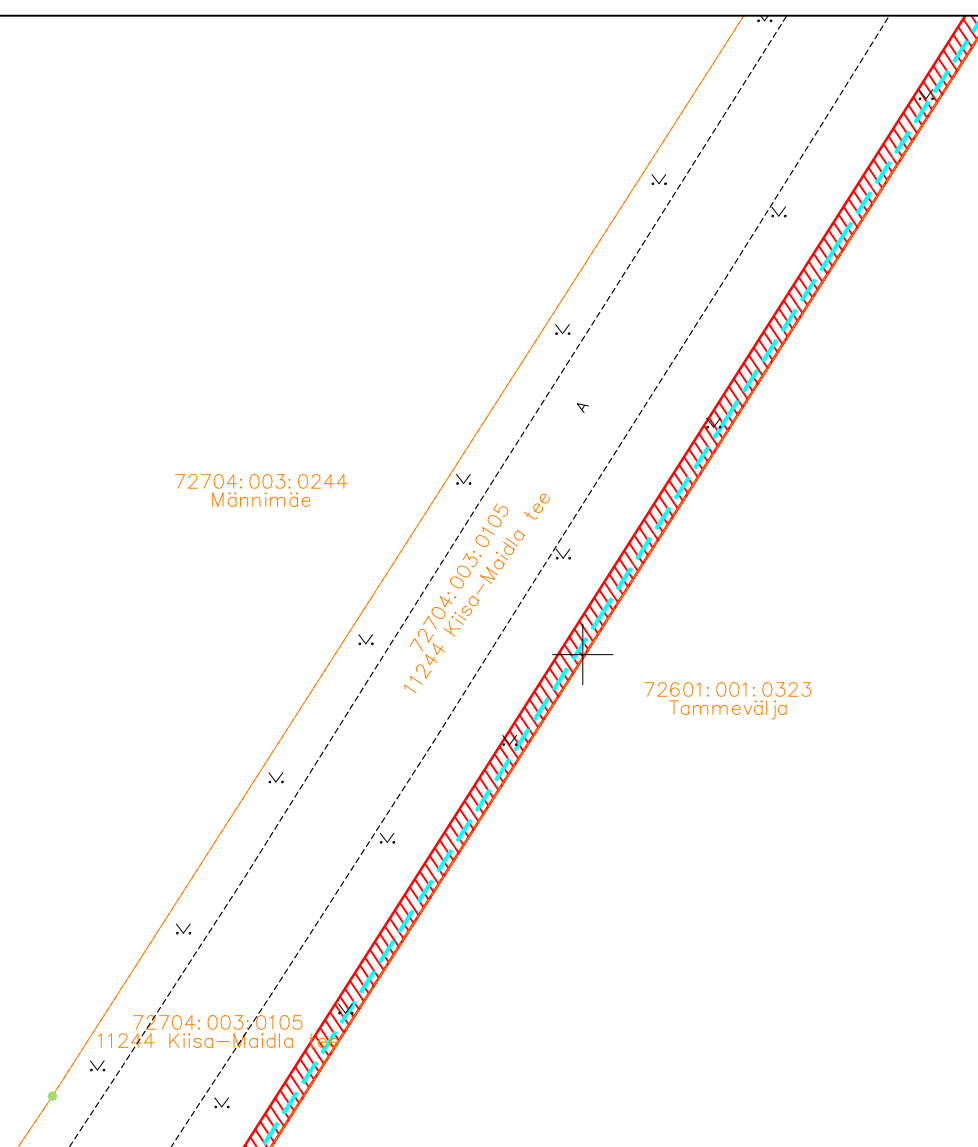 A
72704:003:0244
Männimäe
72704:003:0105
11244 Kiisa-Maidla tee
72601:001:0323
Tammevälja
72704:003:0105
11244 Kiisa-Maidla tee